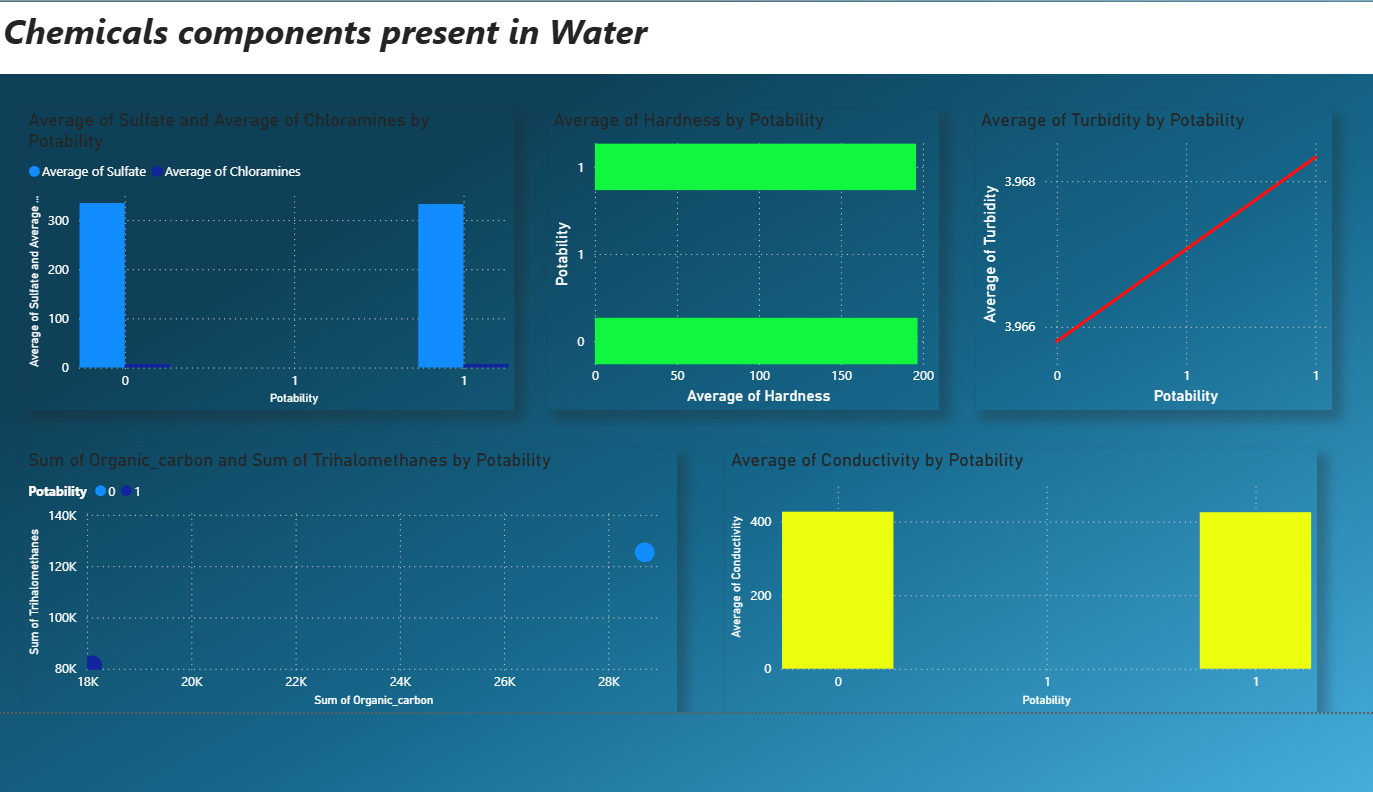 Chemicals components present in Water
Average of Sulfate and Average of Chloramines by
Potability
Average of Sulfate Average of Chloramines
Average of Sulfate and Average ...
300
200
100
0
0 1 1
Potability
Average of Hardness by Potability
Potability
1
1
0
0 50 100 150 200
Average of Hardness
Average of Turbidity by Potability
Average of Turbidity
3.968
3.966
0 1 1
Potability
Sum of Organic_carbon and Sum of Trihalomethanes by Potability
Potability 0 1
Sum of Trihalomethanes
140K
120K
100K
80K
18K 20K 22K 24K 26K 28K
Sum of Organic_carbon
Average of Conductivity by Potability
Average of Conductivity
400
200
0
0 1 1
Potability